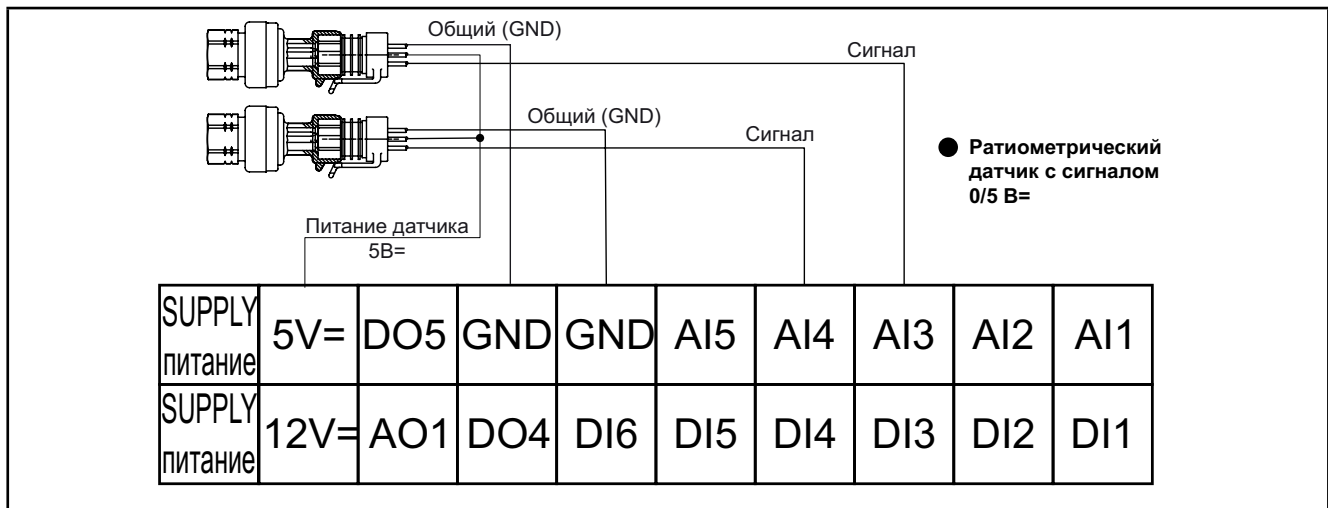 Общий (GND)
Сигнал
Общий (GND)
Сигнал
Ратиометрический
датчик с сигналом
0/5 В=
Питание датчика
5В=
SUPPLY
питание
5V= DO5 GND GND AI5 AI4 AI3 AI2 AI1
SUPPLY
питание
12V= AO1 DO4 DI6 DI5 DI4 DI3 DI2 DI1